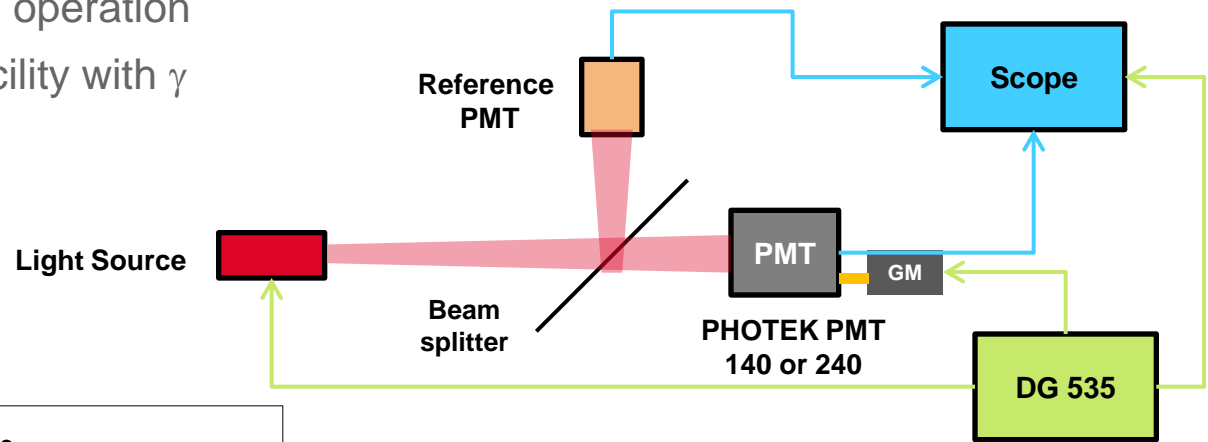 operation
cility with γ
Reference
PMT
Scope
Light Source
PMT
GM
Beam
splitter
PHOTEK PMT
140 or 240
DG 535